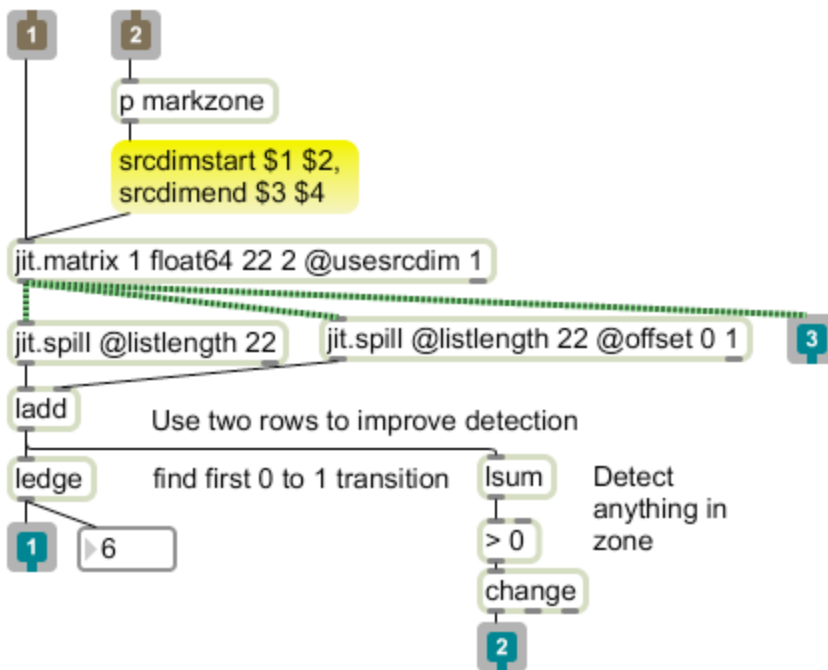 1
2
p markzone
srcdimstart $1 $2,
srcdimend $3 $4
jit.matrix 1 float64 22 2 @usesrcdim 1
jit.spill @listlength 22
jit.spill @listlength 22 @offset 0 1
3
ladd
Use two rows to improve detection
ledge
find first 0 to 1 transition
lsum
Detect
anything in
zone
1
6
> 0
change
2